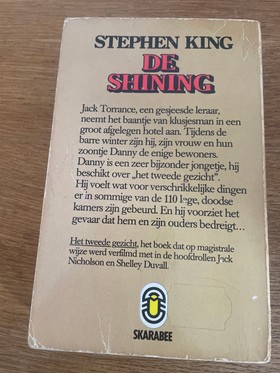 STEPHEN KING
DE
SHINING
Jack Torrance, een gesjeesde leraar,
neemt het baantje van klusjesman in een
groot afgelegen hotel aan. Tijdens de
barre winter zijn hij, zijn vrouw en hun
zoontje Danny de enige bewoners.
Danny is een zeer bijzonder jongetje, hij
beschikt over „het tweede gezicht”.
Hij voelt wat voor verschrikkelijke dingen
er in sommige van de 110 lege, doodse
kamers zijn gebeurd. En hij voorziet het
gevaar dat hem en zijn ouders bedreigt...
Het tweede gezicht, het boek dat op magistrale
wijze werd verfilmd met in de hoofdrollen Jack
Nicholson en Shelley Duvall.
SKARABEE